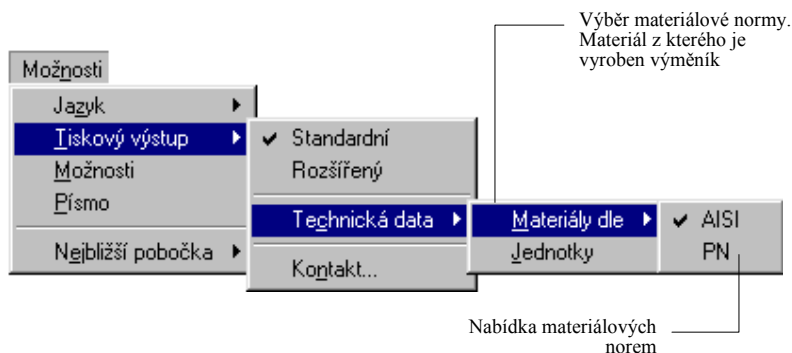 Výběr materiálové normy.
Materiál z kterého je
vyroben výměník
Možnosti
Jazyk
Tiskový výstup
Možnosti
Písmo
Nejbližší pobočka
Standardní
Rozšířený
Technická data
Kontakt...
Materiály dle
Jednotky
AISI
PN
Nabídka materiálových
norem